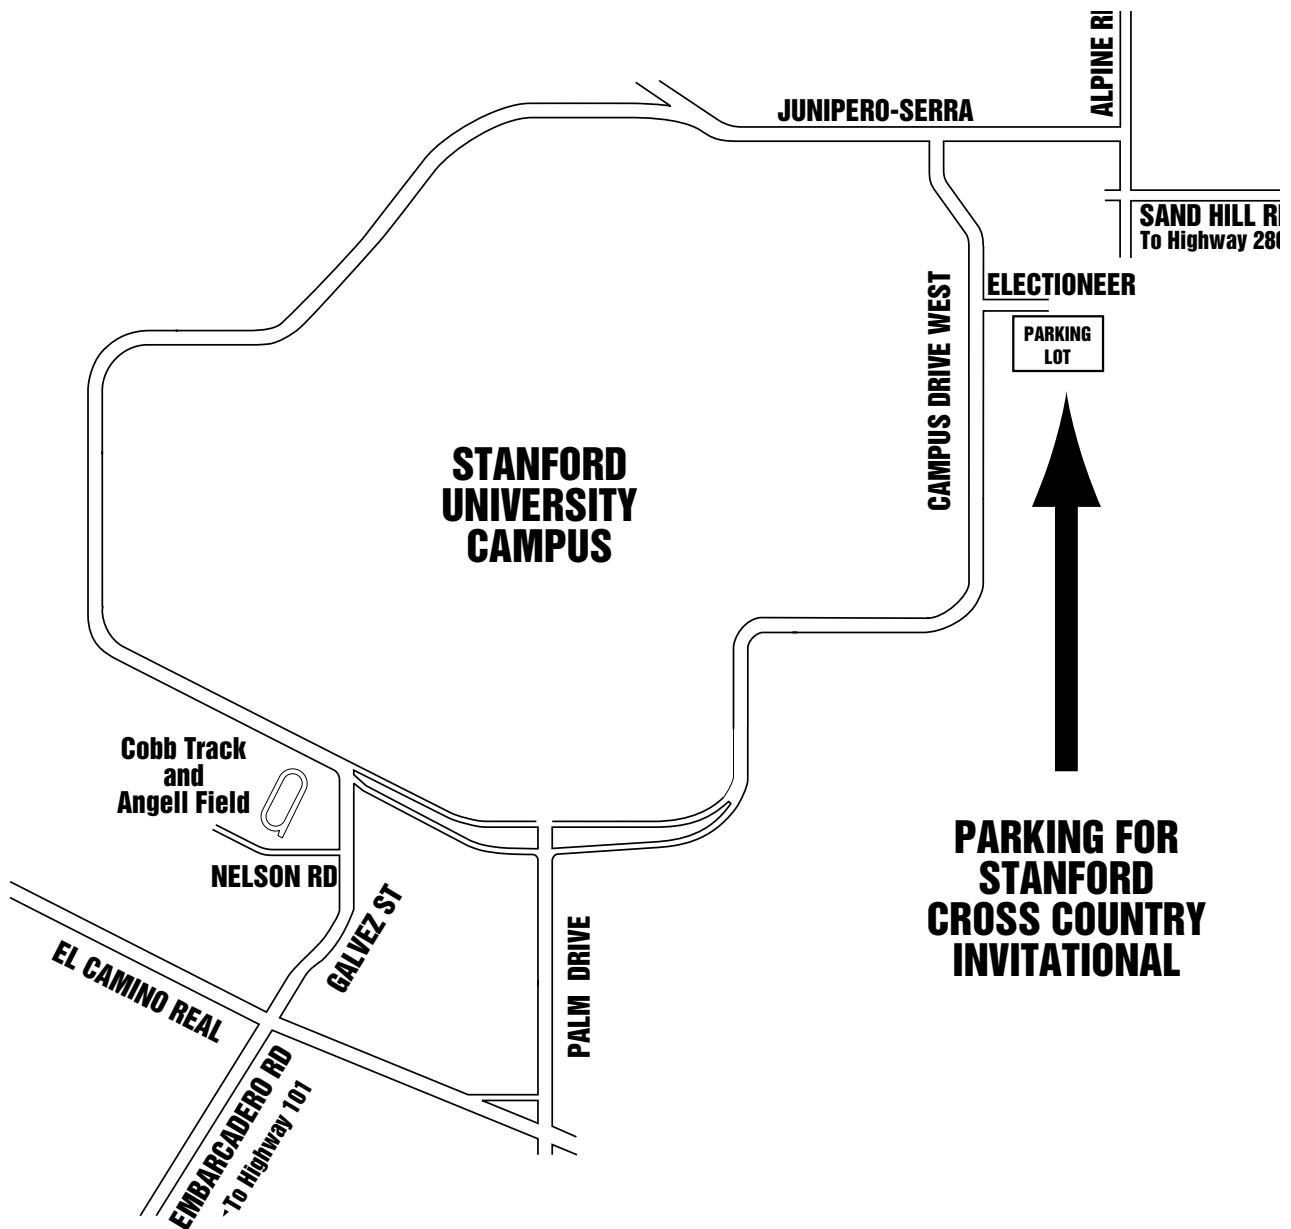 ALPINE R
JUNIPERO-SERRA
SAND HILL R
To Highway 28
ELECTIONEER
PARKING
LOT
CAMPUS DRIVE WEST
STANFORD
UNIVERSITY
CAMPUS
Cobb Track
and
Angell Field
NELSON RD
GALVEZ ST
PARKING FOR
STANFORD
CROSS COUNTRY
INVITATIONAL
EL CAMINO REAL
PALM DRIVE
EMBARCADERO RD
To Highway 101